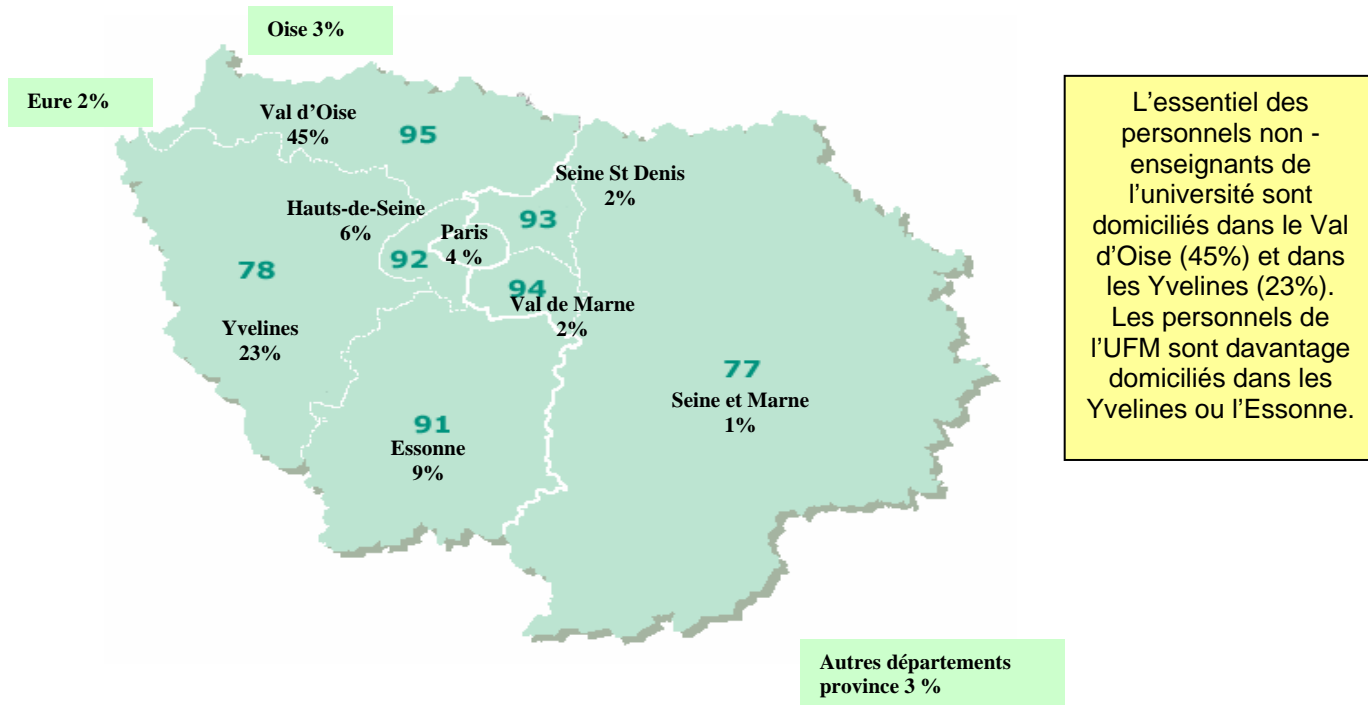 Oise 3%
Eure 2%
Val d'Oise
45%
95
Seine St Denis
2%
Hauts-de-Seine
6%
93
Paris
4 %
92
78
94
Val de Marne
2%
Yvelines
23%
77
Seine et Marne
1%
91
Essonne
9%
Autres départements
province 3 %
L'essentiel des
personnels non -
enseignants de
l'université sont
domiciliés dans le Val
d'Oise (45%) et dans
les Yvelines (23%).
Les personnels de
l'UFM sont davantage
domiciliés dans les
Yvelines ou l'Essonne.